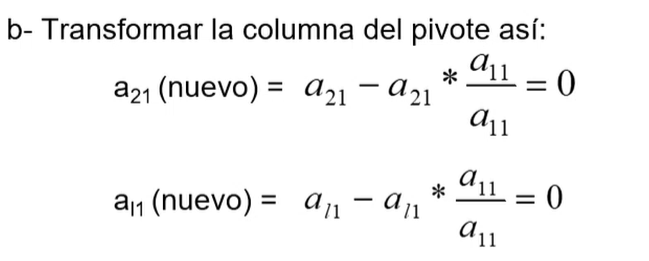 b- Transformar la columna del pivote así:
a₂₁ (nuevo) = a₂₁ − a₂₁ * a₁₁/a₁₁ = 0
aₗ₁ (nuevo) = aₗ₁ − aₗ₁ * a₁₁/a₁₁ = 0